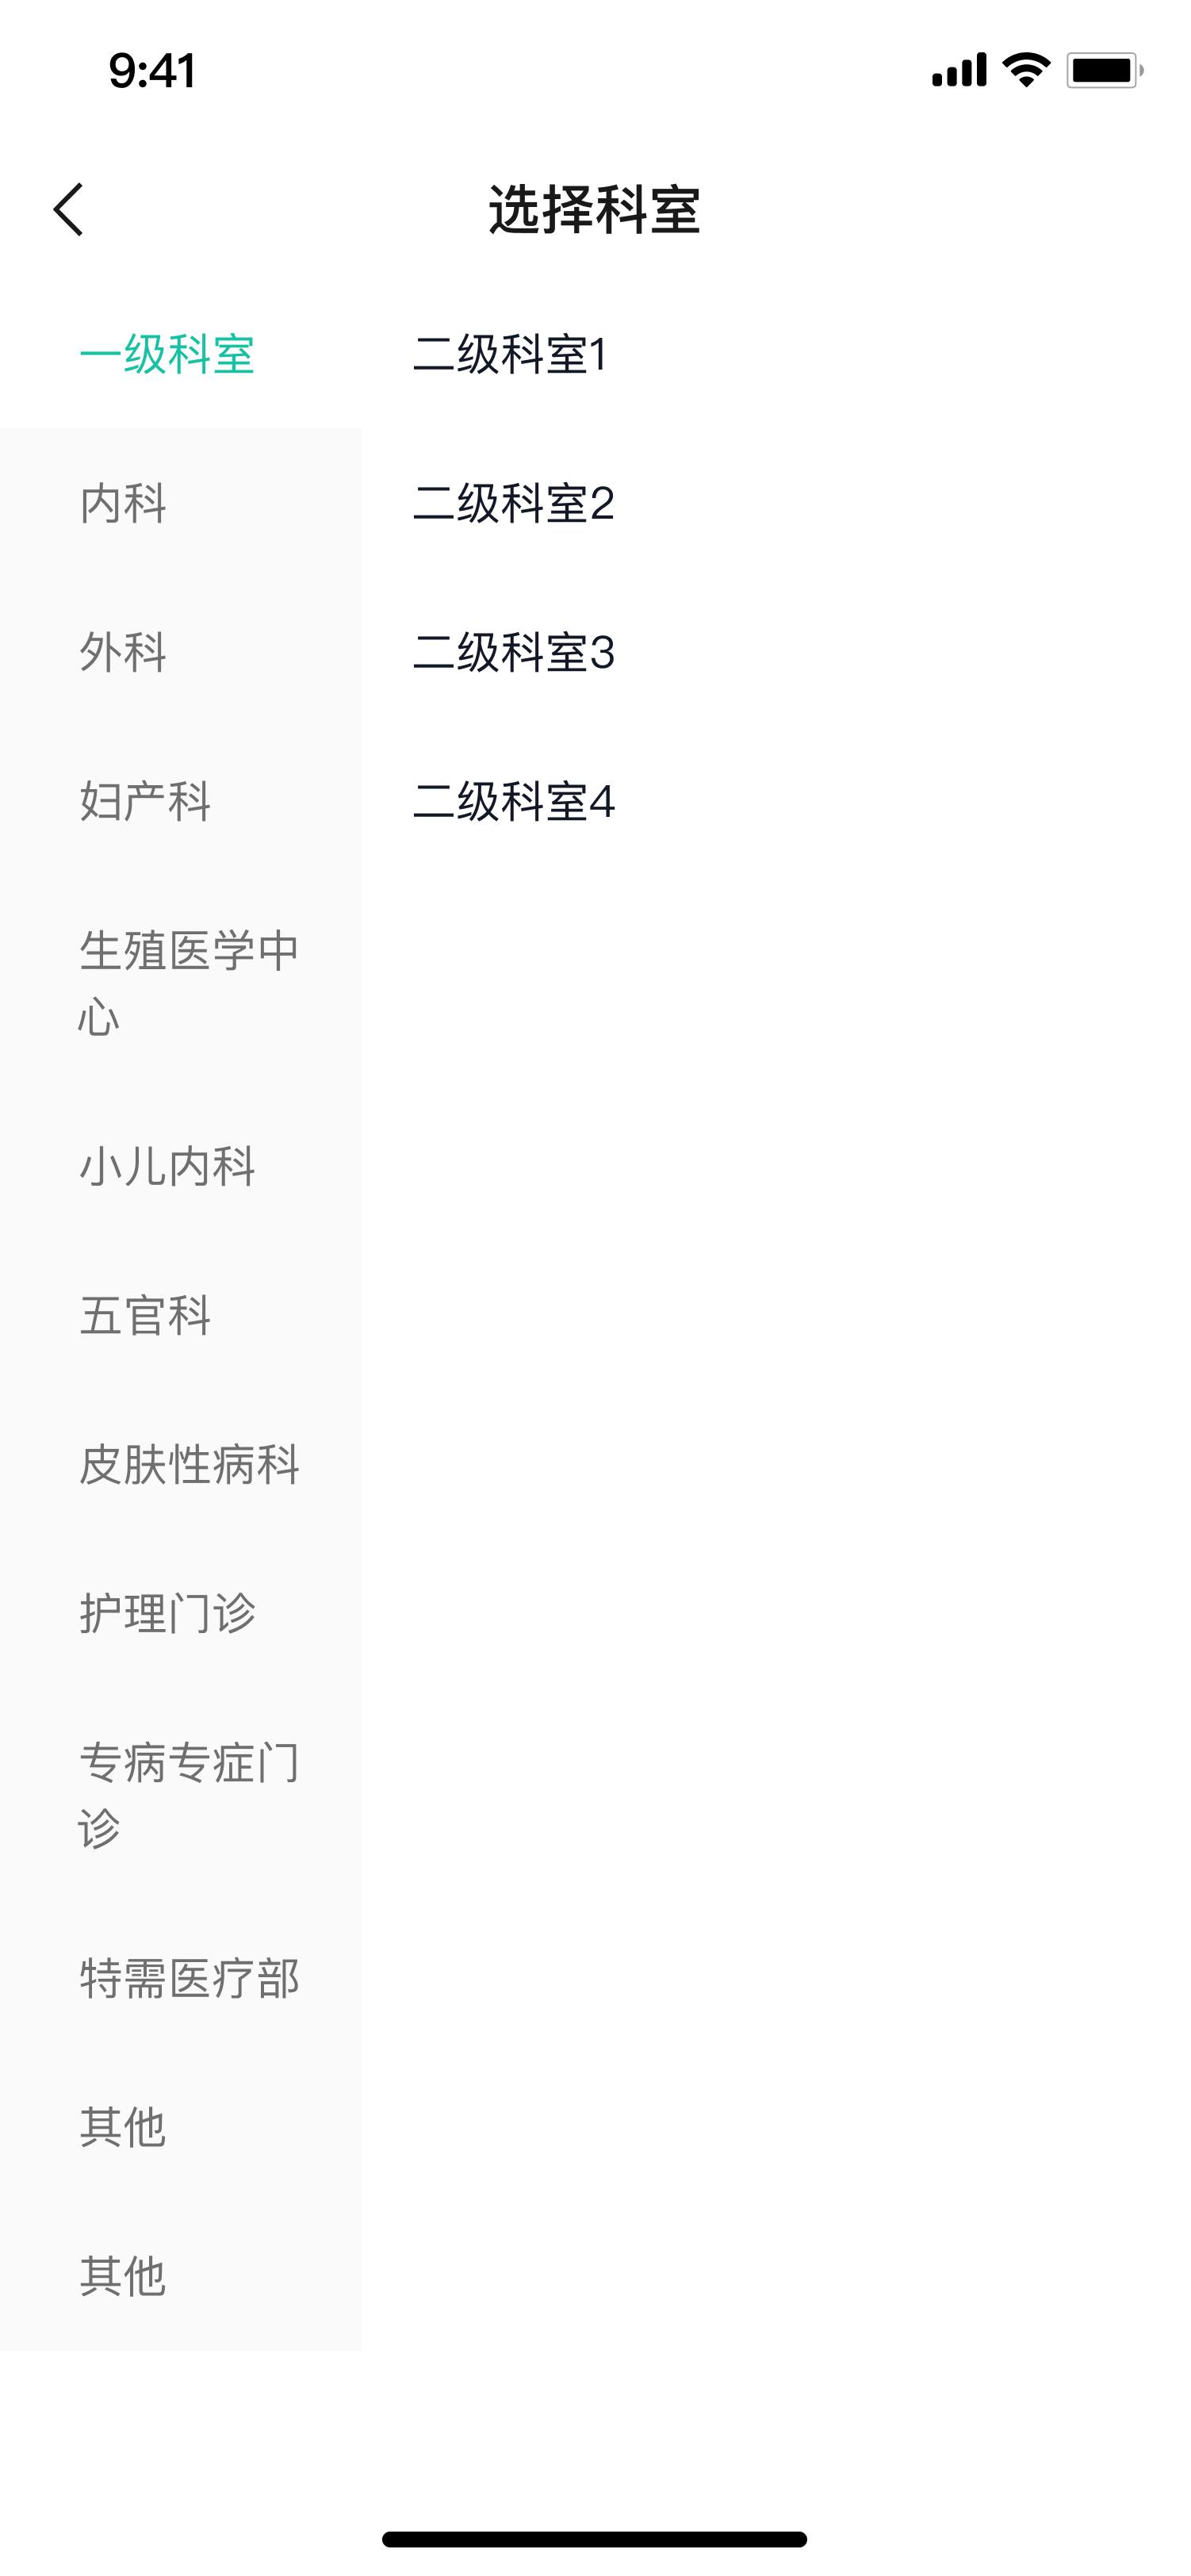 9:41
选择科室
一级科室
内科
外科
妇产科
生殖医学中
心
小儿内科
五官科
皮肤性病科
护理门诊
专病专症门
诊
特需医疗部
其他
其他
二级科室1
二级科室2
二级科室3
二级科室4